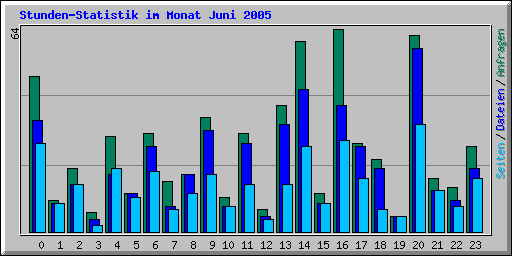 Stunden-Statistik im Monat Juni 2005
64
Seiten / Dateien / Anfragen
0 1 2 3 4 5 6 7 8 9 10 11 12 13 14 15 16 17 18 19 20 21 22 23